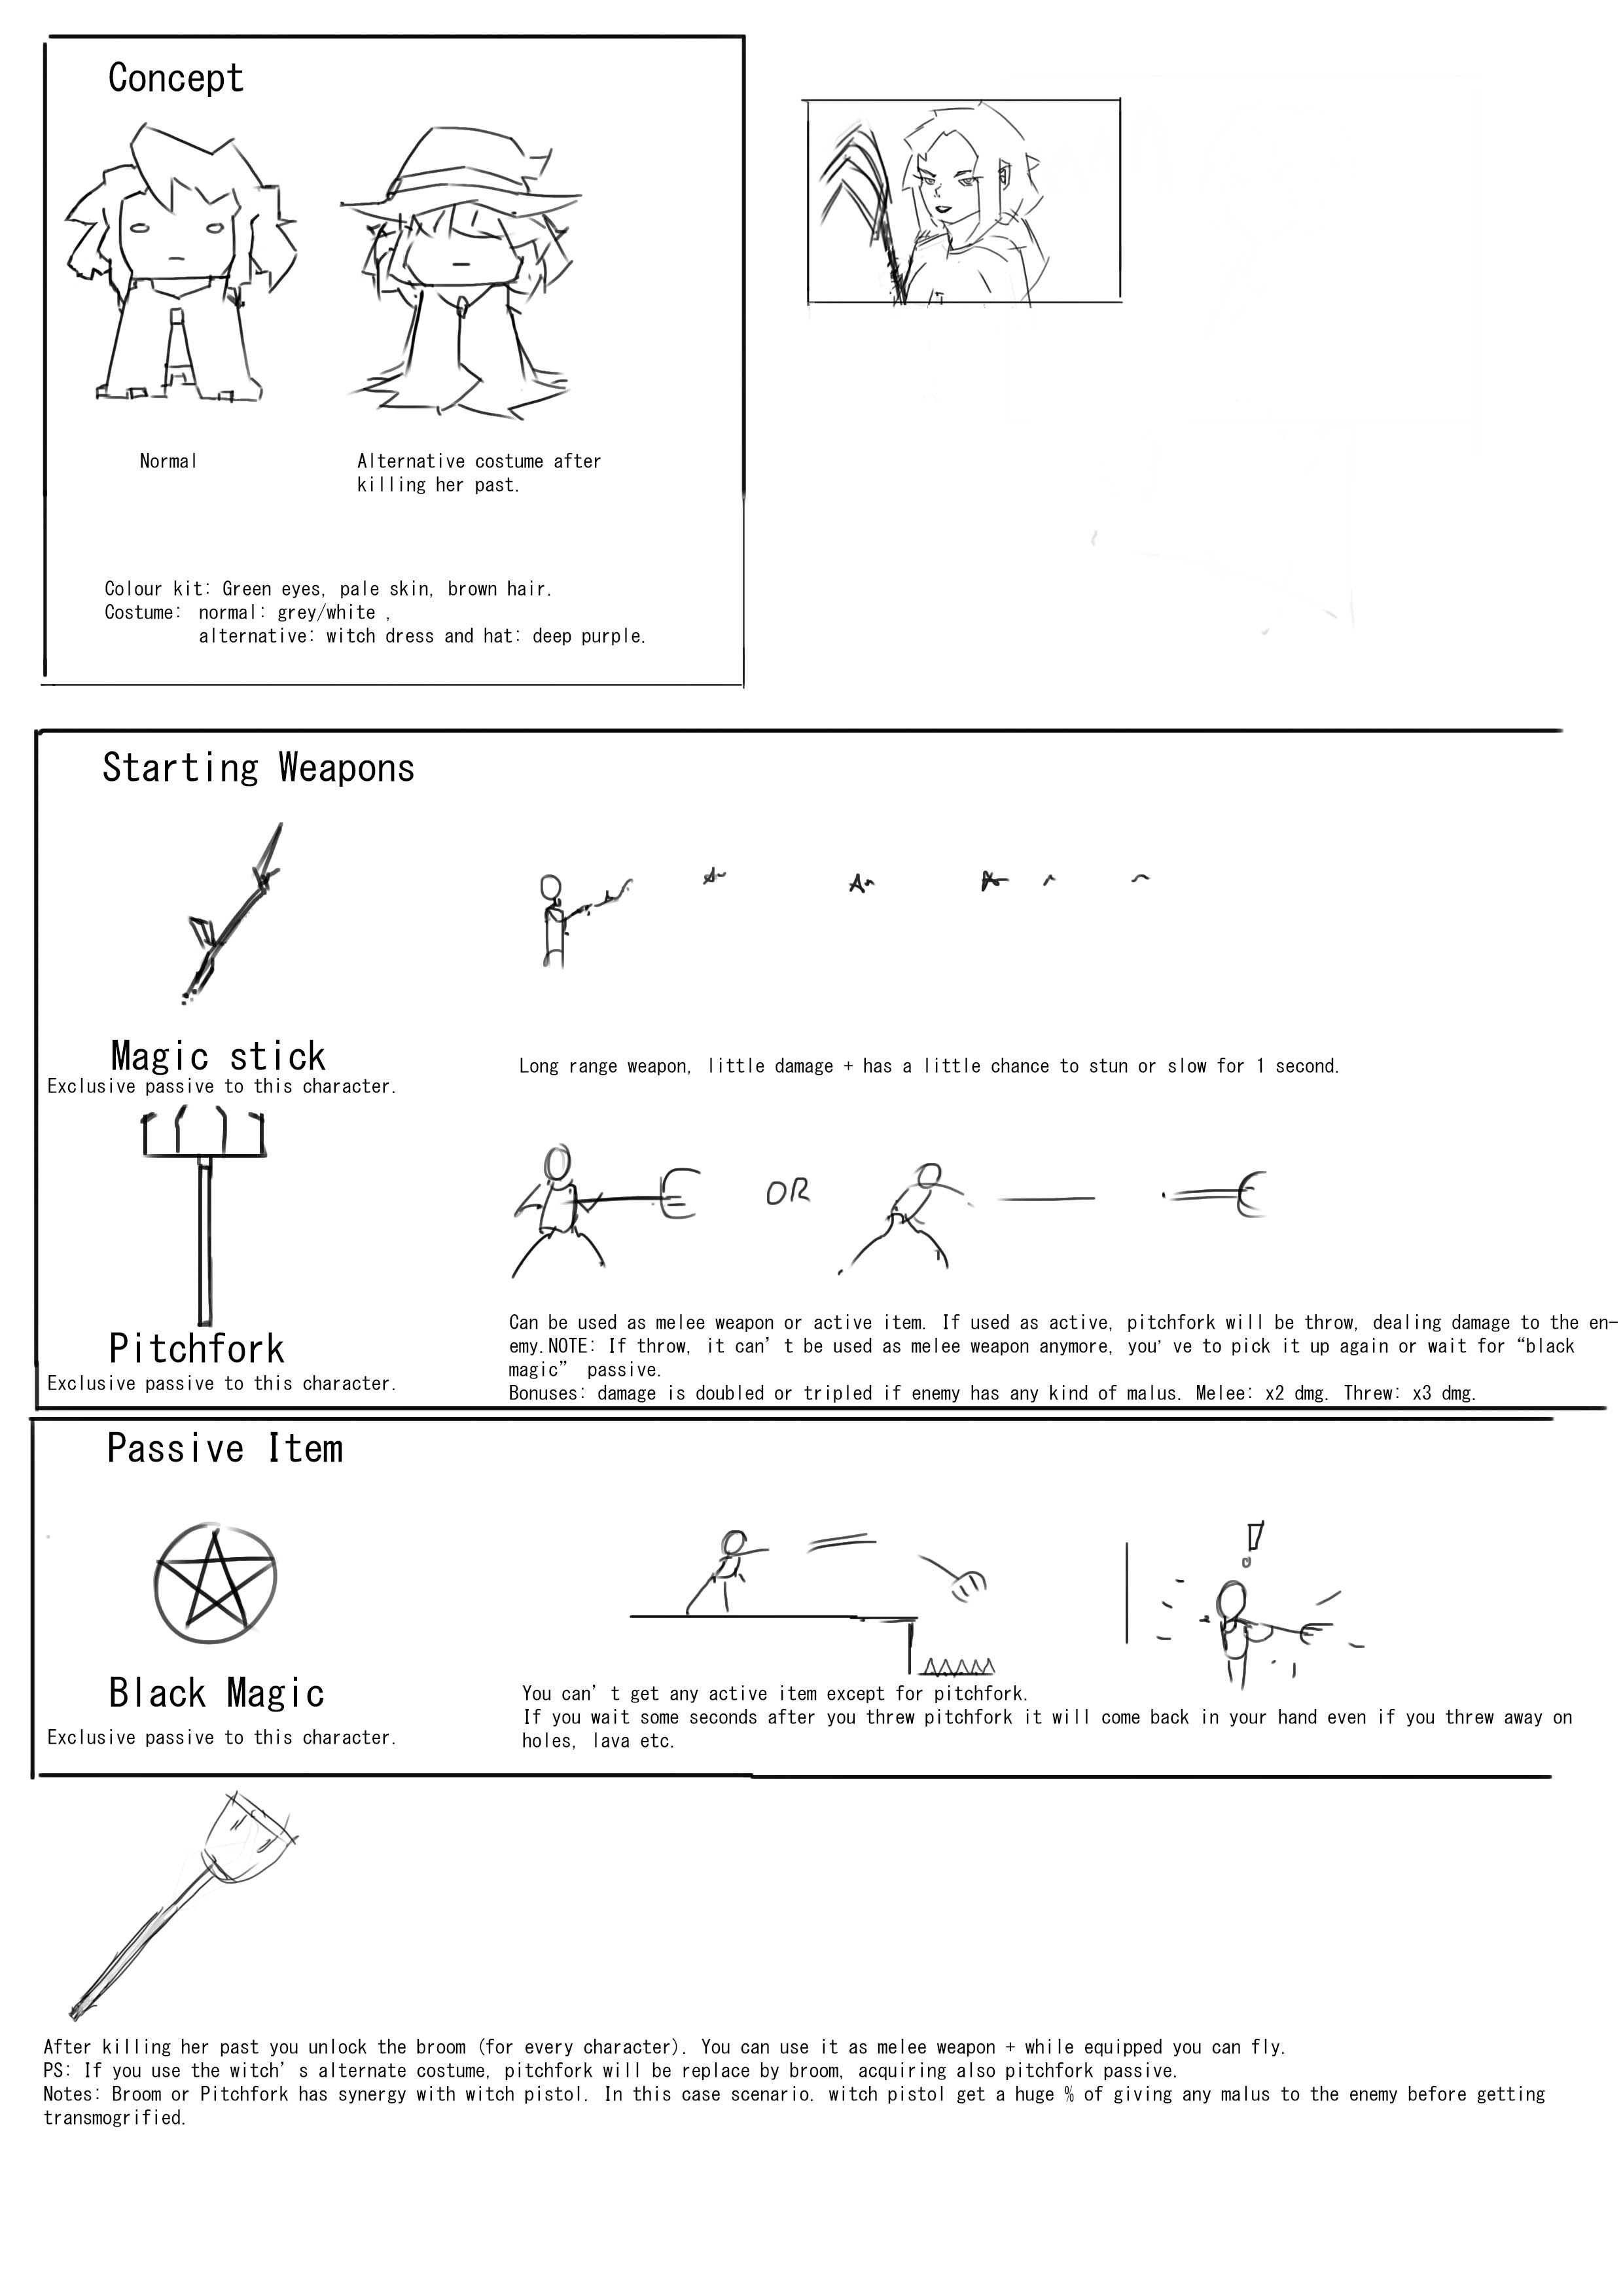 Concept
Normal
Alternative costume after
killing her past.
Colour kit: Green eyes, pale skin, brown hair.
Costume: normal: grey/white ,
alternative: witch dress and hat: deep purple.
Starting Weapons
Magic stick
Exclusive passive to this character.
Long range weapon, little damage + has a little chance to stun or slow for 1 second.
OR
Pitchfork
Exclusive passive to this character.
Can be used as melee weapon or active item. If used as active, pitchfork will be throw, dealing damage to the en-
emy.NOTE: If throw, it can’t be used as melee weapon anymore, you’ve to pick it up again or wait for “black
magic” passive.
Bonuses: damage is doubled or tripled if enemy has any kind of malus. Melee: x2 dmg. Threw: x3 dmg.
Passive Item
Black Magic
Exclusive passive to this character.
You can’t get any active item except for pitchfork.
If you wait some seconds after you threw pitchfork it will come back in your hand even if you threw away on
holes, lava etc.
After killing her past you unlock the broom (for every character). You can use it as melee weapon + while equipped you can fly.
PS: If you use the witch’s alternate costume, pitchfork will be replace by broom, acquiring also pitchfork passive.
Notes: Broom or Pitchfork has synergy with witch pistol. In this case scenario. witch pistol get a huge % of giving any malus to the enemy before getting
transmogrified.